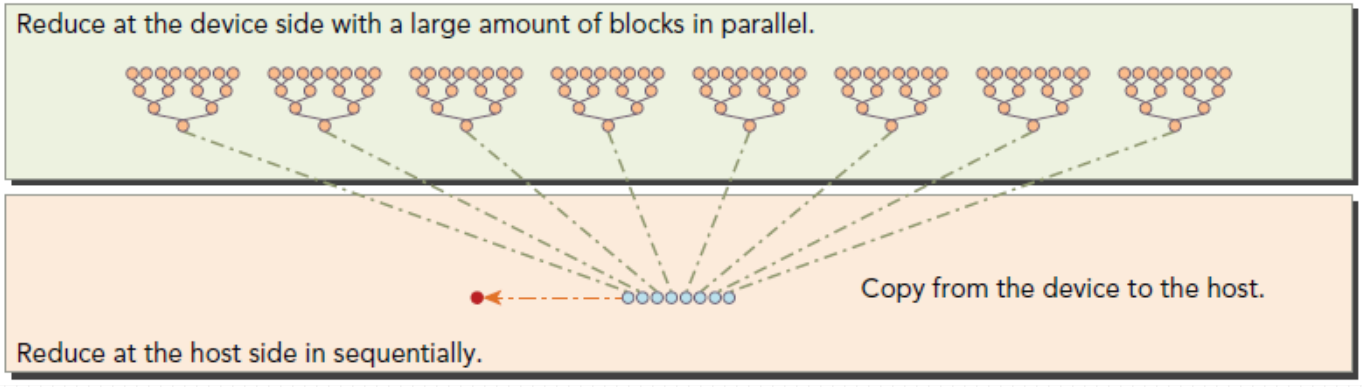 Reduce at the device side with a large amount of blocks in parallel.
Copy from the device to the host.
Reduce at the host side in sequentially.